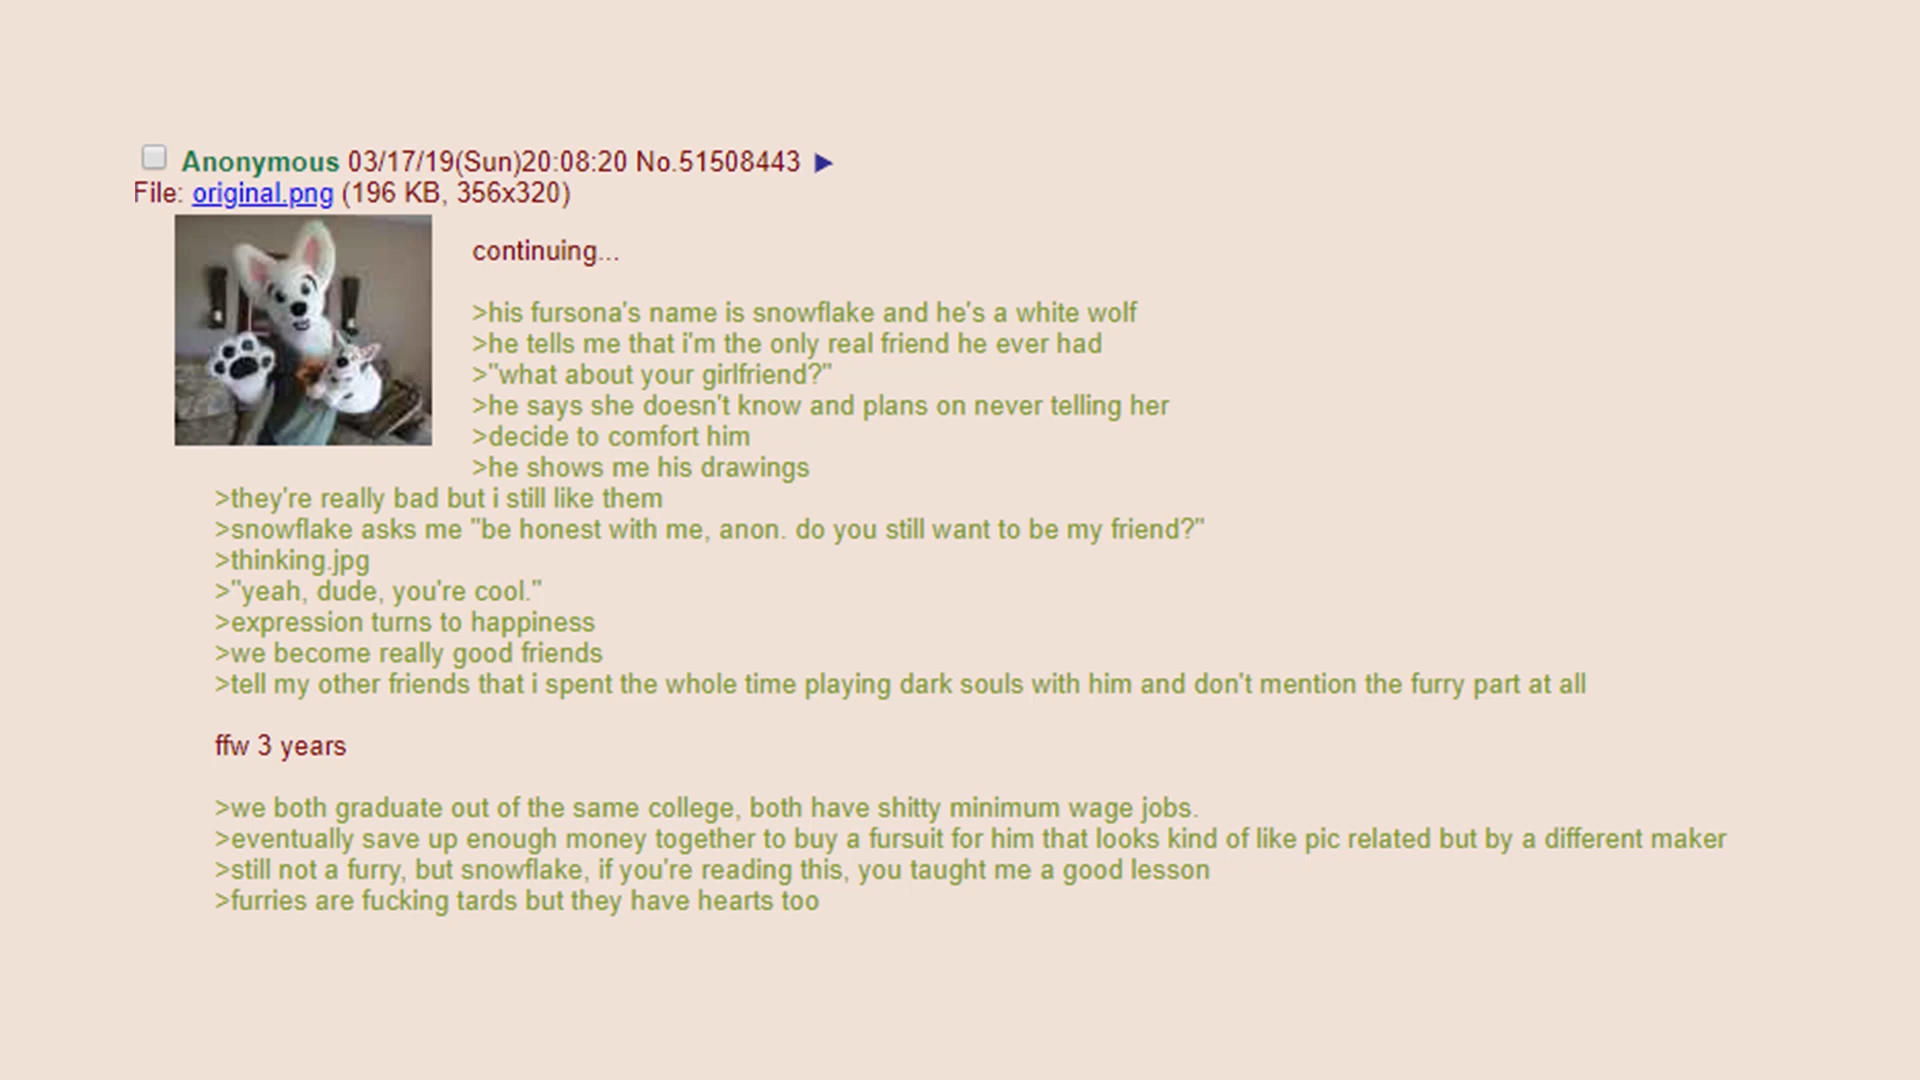 Anonymous 03/17/19(Sun)20:08:20 No.51508443 ▶
File: original.png (196 KB, 356x320)
continuing...
>his fursona's name is snowflake and he's a white wolf
>he tells me that i'm the only real friend he ever had
>"what about your girlfriend?"
>he says she doesn't know and plans on never telling her
>decide to comfort him
>he shows me his drawings
>they're really bad but i still like them
>snowflake asks me "be honest with me, anon. do you still want to be my friend?"
>thinking.jpg
>"yeah, dude, you're cool."
>expression turns to happiness
>we become really good friends
>tell my other friends that i spent the whole time playing dark souls with him and don't mention the furry part at all
ffw 3 years
>we both graduate out of the same college, both have shitty minimum wage jobs.
>eventually save up enough money together to buy a fursuit for him that looks kind of like pic related but by a different maker
>still not a furry, but snowflake, if you're reading this, you taught me a good lesson
>furries are fucking tards but they have hearts too